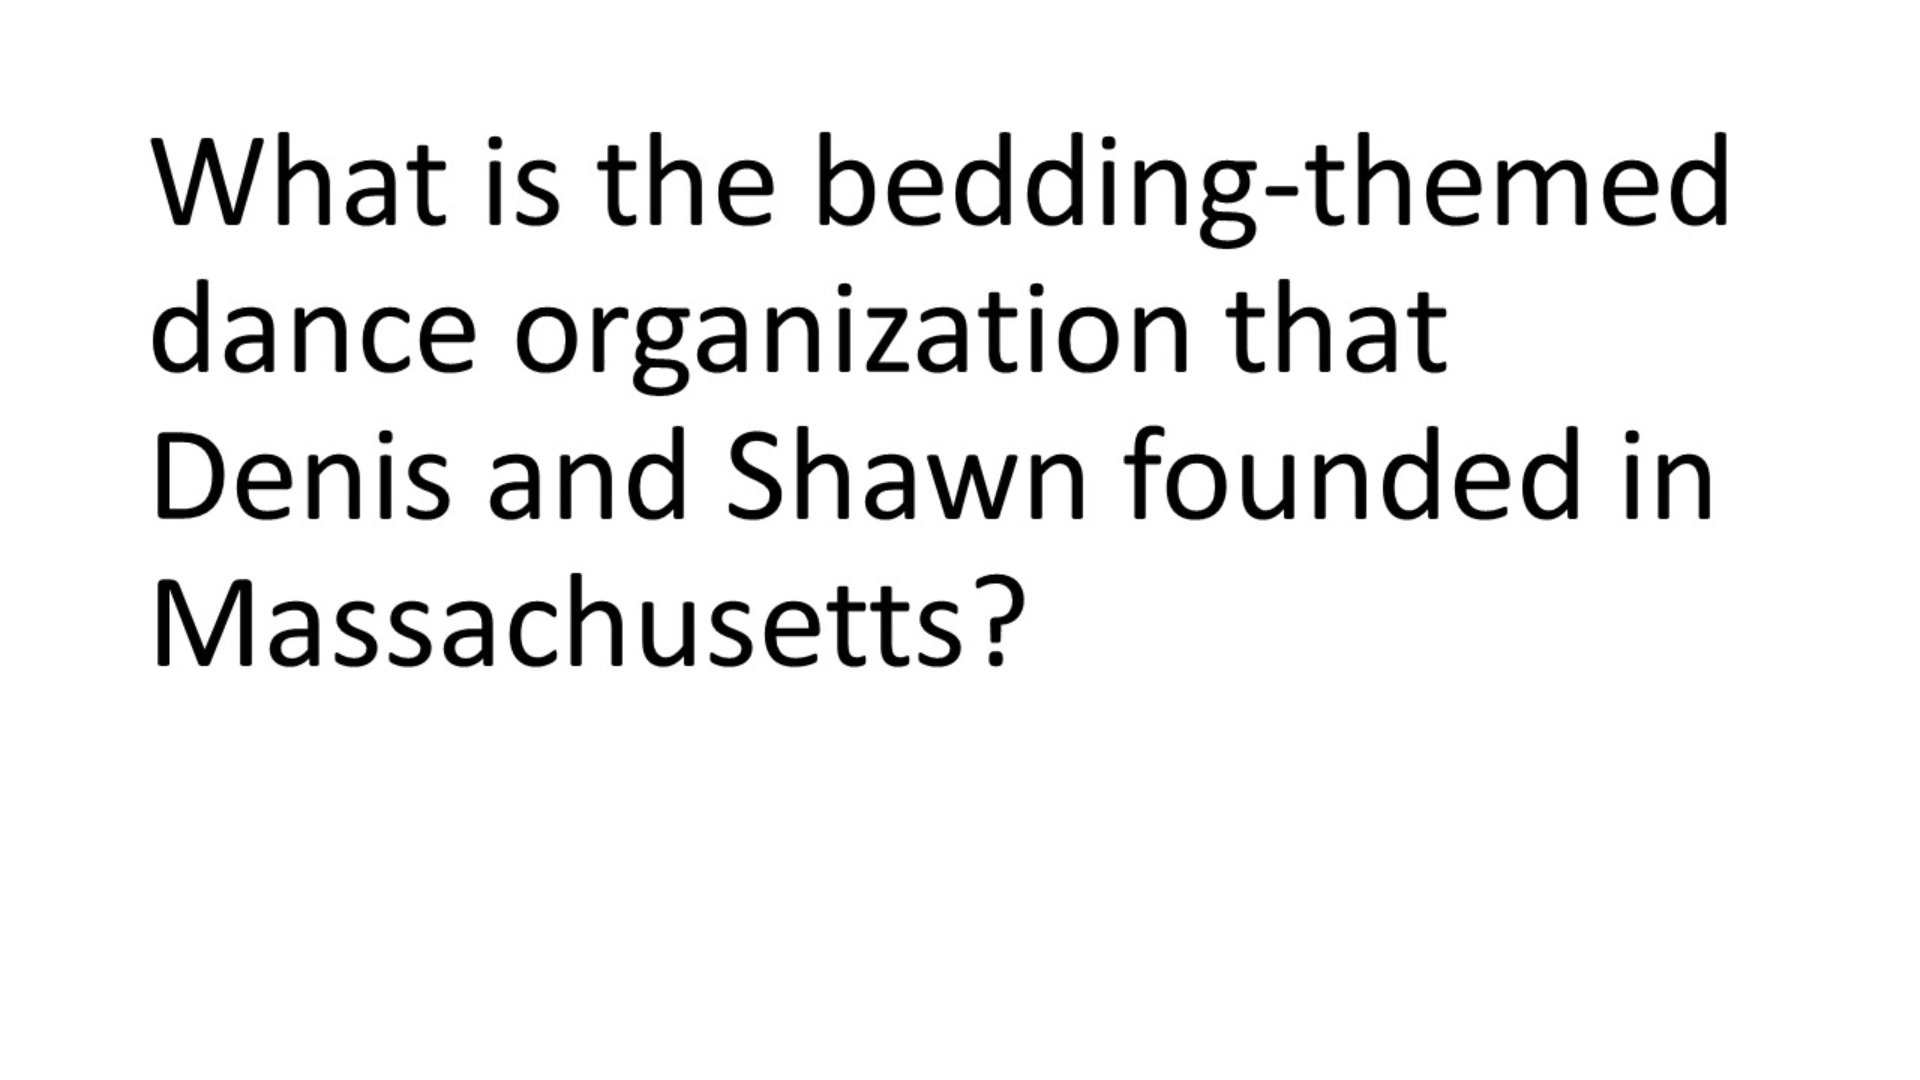 What is the bedding-themed
dance organization that
Denis and Shawn founded in
Massachusetts?